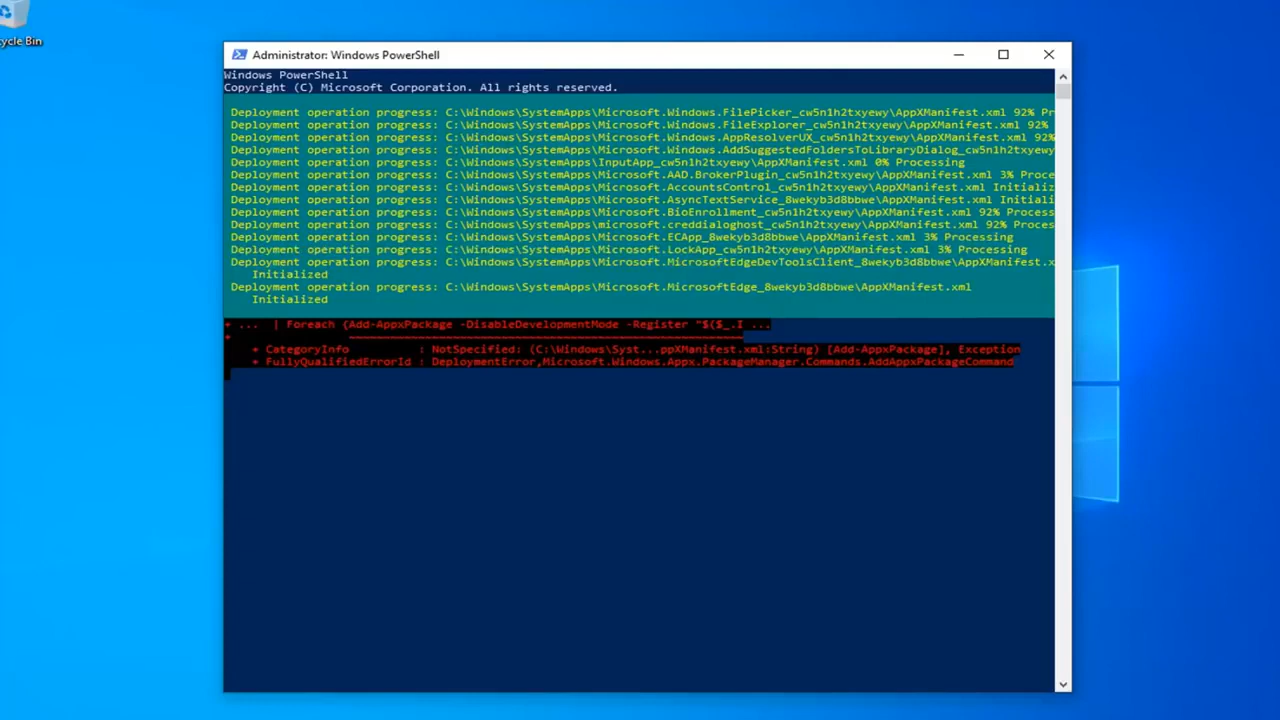 cycle Bin
Administrator: Windows PowerShell
Windows PowerShell
Copyright (C) Microsoft Corporation. All rights reserved.
Deployment operation progress: C:\Windows\SystemApps\Microsoft.Windows.FilePicker_cw5n1h2txyewy\AppXManifest.xml 92% Pr
Deployment operation progress: C:\Windows\SystemApps\Microsoft.Windows.FileExplorer_cw5n1h2txyewy\AppXManifest.xml 92%
Deployment operation progress: C:\Windows\SystemApps\Microsoft.Windows.AppResolverUX_cw5n1h2txyewy\AppXManifest.xml 92%
Deployment operation progress: C:\Windows\SystemApps\Microsoft.Windows.AddSuggestedFoldersToLibraryDialog_cw5n1h2txyewy
Deployment operation progress: C:\Windows\SystemApps\InputApp_cw5n1h2txyewy\AppXManifest.xml 0% Processing
Deployment operation progress: C:\Windows\SystemApps\Microsoft.AAD.BrokerPlugin_cw5n1h2txyewy\AppXManifest.xml 3% Proce
Deployment operation progress: C:\Windows\SystemApps\Microsoft.AccountsControl_cw5n1h2txyewy\AppXManifest.xml Initializ
Deployment operation progress: C:\Windows\SystemApps\Microsoft.AsyncTextService_8wekyb3d8bbwe\AppXManifest.xml Initiali
Deployment operation progress: C:\Windows\SystemApps\Microsoft.BioEnrollment_cw5n1h2txyewy\AppXManifest.xml 92% Process
Deployment operation progress: C:\Windows\SystemApps\Microsoft.creddialoghost_cw5n1h2txyewy\AppXManifest.xml 92% Proces
Deployment operation progress: C:\Windows\SystemApps\Microsoft.ECApp_8wekyb3d8bbwe\AppXManifest.xml 3% Processing
Deployment operation progress: C:\Windows\SystemApps\Microsoft.LockApp_cw5n1h2txyewy\AppXManifest.xml 3% Processing
Deployment operation progress: C:\Windows\SystemApps\Microsoft.MicrosoftEdgeDevToolsClient_8wekyb3d8bbwe\AppXManifest.x
Initialized
Deployment operation progress: C:\Windows\SystemApps\Microsoft.MicrosoftEdge_8wekyb3d8bbwe\AppXManifest.xml
Initialized
+ ... | Foreach {Add-AppxPackage -DisableDevelopmentMode -Register "$($_.I ...
+ ~~~~~~~~~~~~~~~~~~~~~~~~~~~~~~~~~~~~~~~~~~~~~~~~~~~~~~~~~
+ CategoryInfo : NotSpecified: (C:\Windows\Syst...ppXManifest.xml:String) [Add-AppxPackage], Exception
+ FullyQualifiedErrorId : DeploymentError,Microsoft.Windows.Appx.PackageManager.Commands.AddAppxPackageCommand